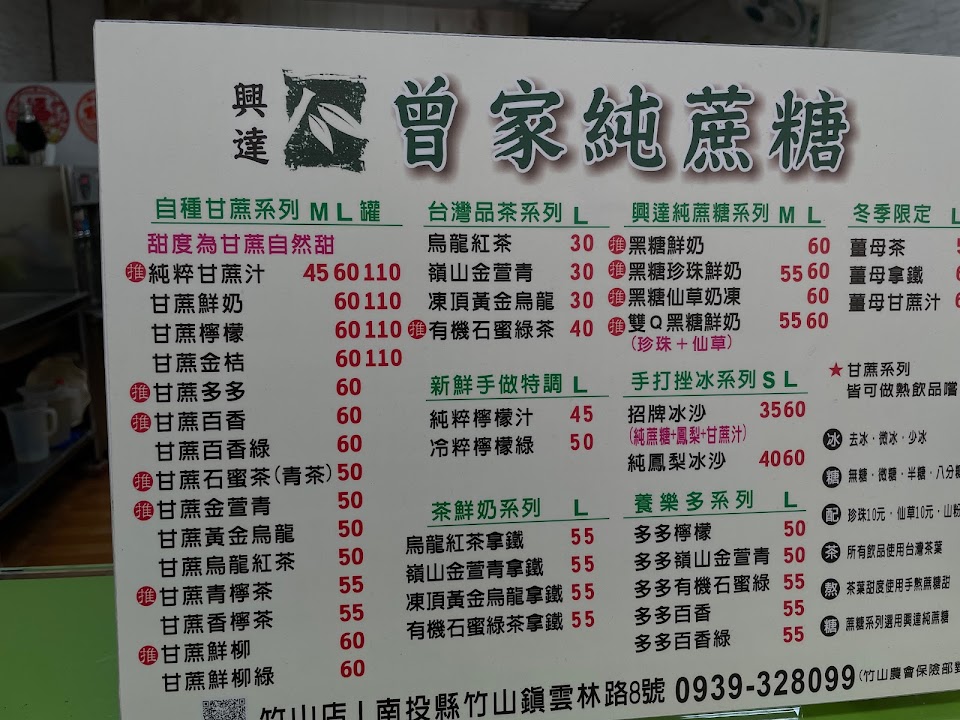 興達 曾家純蔗糖
自種甘蔗系列 M L 罐
甜度為甘蔗自然甜
推 純粹甘蔗汁 45 60 110
甘蔗鮮奶 60 110
甘蔗檸檬 60 110
甘蔗金桔 60 110
推 甘蔗多多 60
推 甘蔗百香 60
甘蔗百香綠 60
推 甘蔗石蜜茶(青茶) 50
推 甘蔗金萱青 50
甘蔗黃金烏龍 50
甘蔗烏龍紅茶 50
推 甘蔗青檸茶 55
甘蔗香檸茶 55
推 甘蔗鮮柳 60
甘蔗鮮柳綠 60
台灣品茶系列 L
烏龍紅茶 30
嶺山金萱青 30
凍頂黃金烏龍 30
推 有機石蜜綠茶 40
新鮮手做特調 L
純粹檸檬汁 45
冷粹檸檬綠 50
茶鮮奶系列 L
烏龍紅茶拿鐵 55
嶺山金萱青拿鐵 55
凍頂黃金烏龍拿鐵 55
有機石蜜綠茶拿鐵 55
興達純蔗糖系列 M L
推 黑糖鮮奶 60
推 黑糖珍珠鮮奶 55 60
推 黑糖仙草奶凍 60
推 雙Q黑糖鮮奶 55 60
(珍珠+仙草)
手打挫冰系列 S L
招牌冰沙 35 60
(純蔗糖+鳳梨+甘蔗汁)
純鳳梨冰沙 40 60
養樂多系列 L
多多檸檬 50
多多嶺山金萱青 50
多多有機石蜜綠 55
多多百香 55
多多百香綠 55
冬季限定 L
薑母茶
薑母拿鐵
薑母甘蔗汁
★甘蔗系列
皆可做熱飲品嚐
冰 去冰·微冰·少冰
糖 無糖·微糖·半糖·八分糖
配 珍珠10元·仙草10元·山粉
茶 所有飲品使用台灣茶葉
熬 茶葉甜度使用手熬蔗糖甜
糖 蔗糖系列選用興達純蔗糖
竹山店 | 南投縣竹山鎮雲林路8號 0939-328099 (竹山農會保險部對